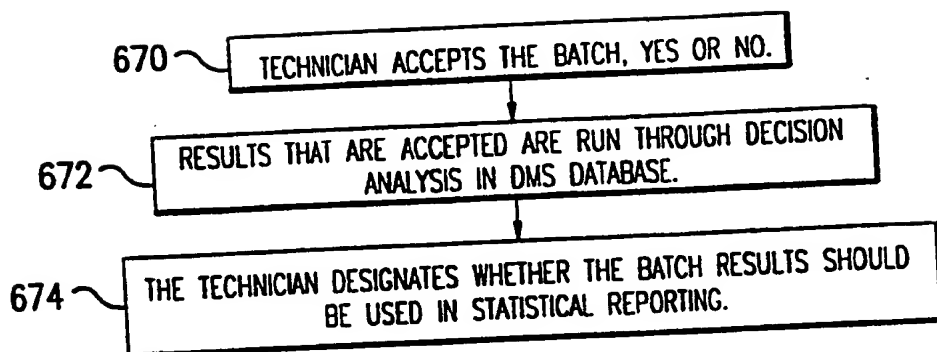 670
TECHNICIAN ACCEPTS THE BATCH, YES OR NO.
672
RESULTS THAT ARE ACCEPTED ARE RUN THROUGH DECISION
ANALYSIS IN DMS DATABASE.
674
THE TECHNICIAN DESIGNATES WHETHER THE BATCH RESULTS SHOULD
BE USED IN STATISTICAL REPORTING.